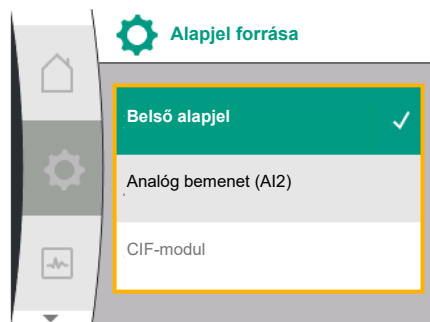 Alapjel forrása
Belső alapjel
Analóg bemenet (AI2)
CIF-modul